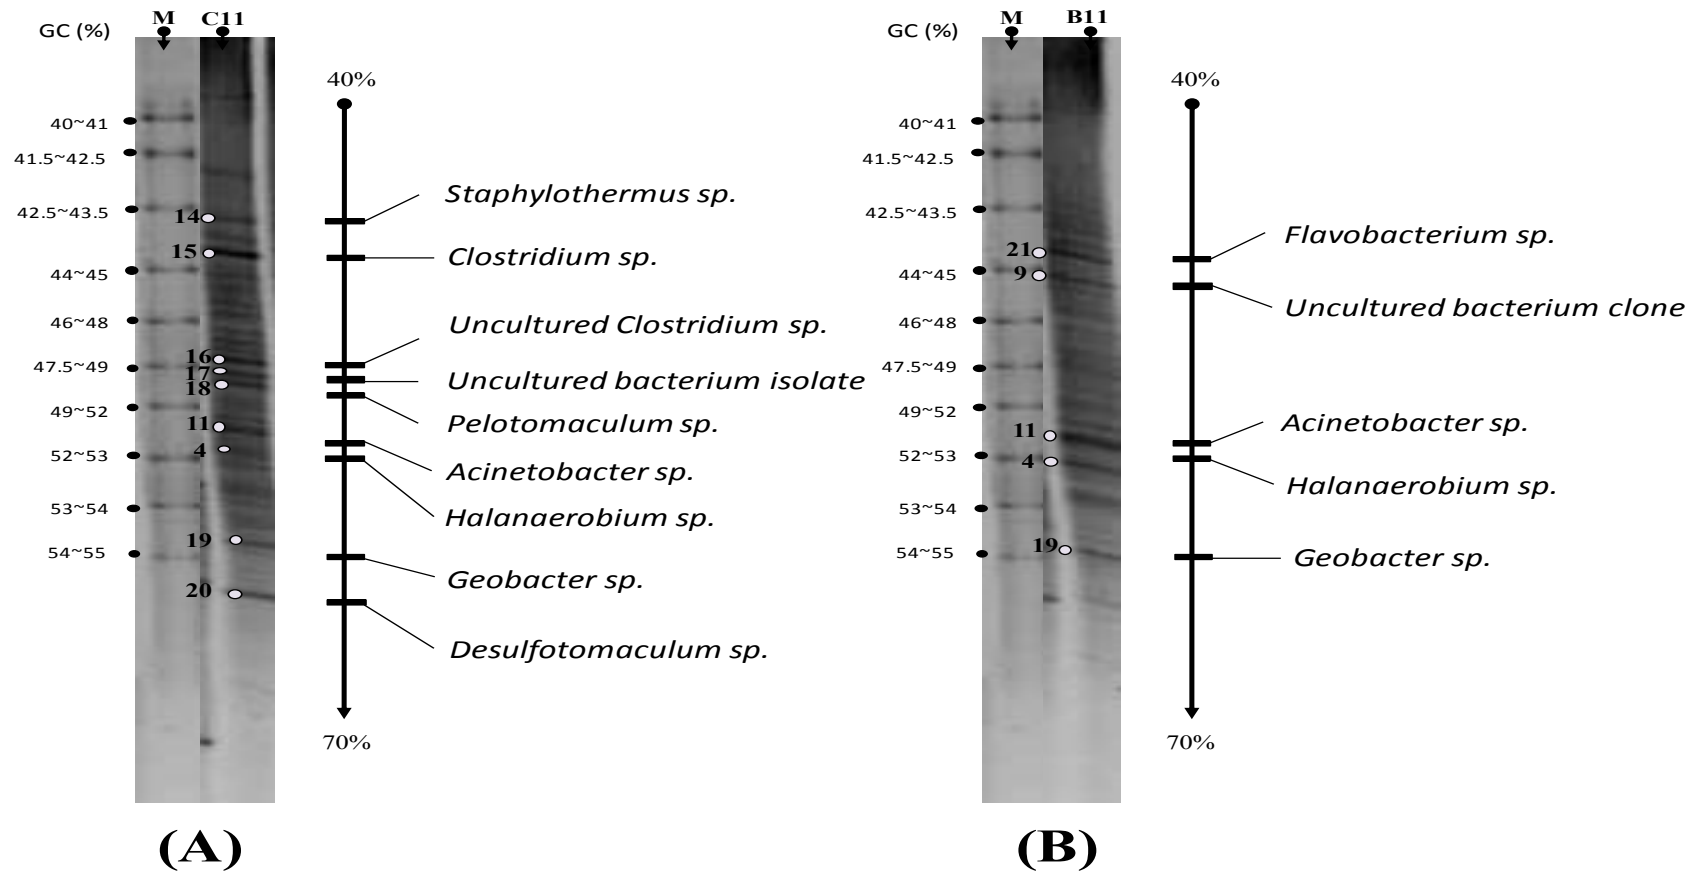 M C11
GC (%)
40%
40~41
41.5~42.5
42.5~43.5
44~45
46~48
47.5~49
49~52
52~53
53~54
54~55
14
15
16
17
18
11
4
19
20
Staphylothermus sp.
Clostridium sp.
Uncultured Clostridium sp.
Uncultured bacterium isolate
Pelotomaculum sp.
Acinetobacter sp.
Halanaerobium sp.
Geobacter sp.
Desulfotomaculum sp.
70%
(A)
M B11
GC (%)
40%
40~41
41.5~42.5
42.5~43.5
44~45
46~48
47.5~49
49~52
52~53
53~54
54~55
21
9
11
4
19
Flavobacterium sp.
Uncultured bacterium clone
Acinetobacter sp.
Halanaerobium sp.
Geobacter sp.
70%
(B)